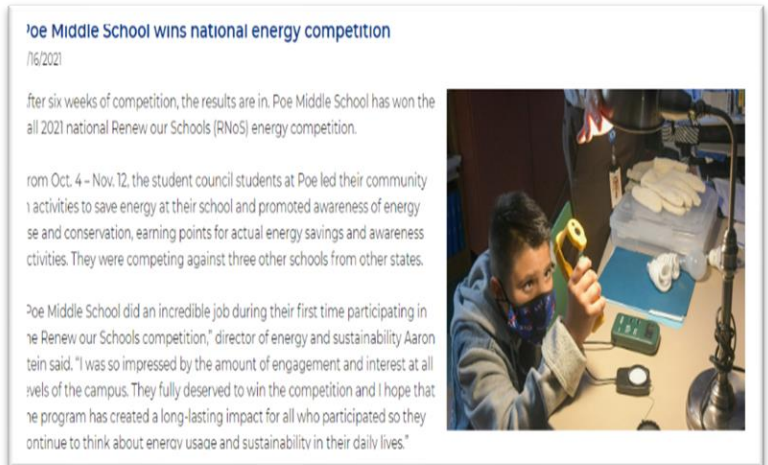 Poe Middle School wins national energy competition
/16/2021
fter six weeks of competition, the results are in. Poe Middle School has won the
all 2021 national Renew our Schools (RNoS) energy competition.
rom Oct. 4 – Nov. 12, the student council students at Poe led their community
n activities to save energy at their school and promoted awareness of energy
se and conservation, earning points for actual energy savings and awareness
ctivities. They were competing against three other schools from other states.
Poe Middle School did an incredible job during their first time participating in
he Renew our Schools competition,” director of energy and sustainability Aaron
tein said. “I was so impressed by the amount of engagement and interest at all
evels of the campus. They fully deserved to win the competition and I hope that
he program has created a long-lasting impact for all who participated so they
ontinue to think about energy usage and sustainability in their daily lives.”